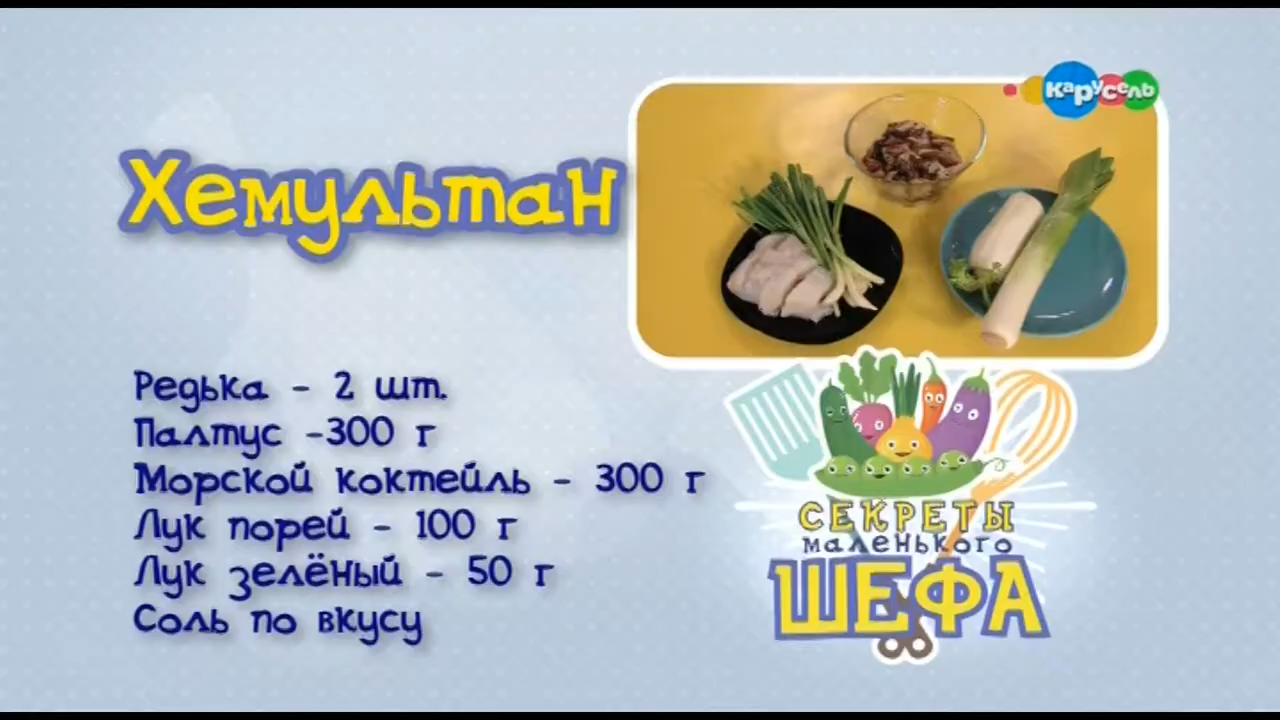 Карусель
Хемультан
Редька - 2 шт.
Палтус -300 г
Морской коктейль - 300 г
Лук порей - 100 г
Лук зелёный - 50 г
Соль по вкусу
СЕКРЕТЫ
маленького
ШЕФА